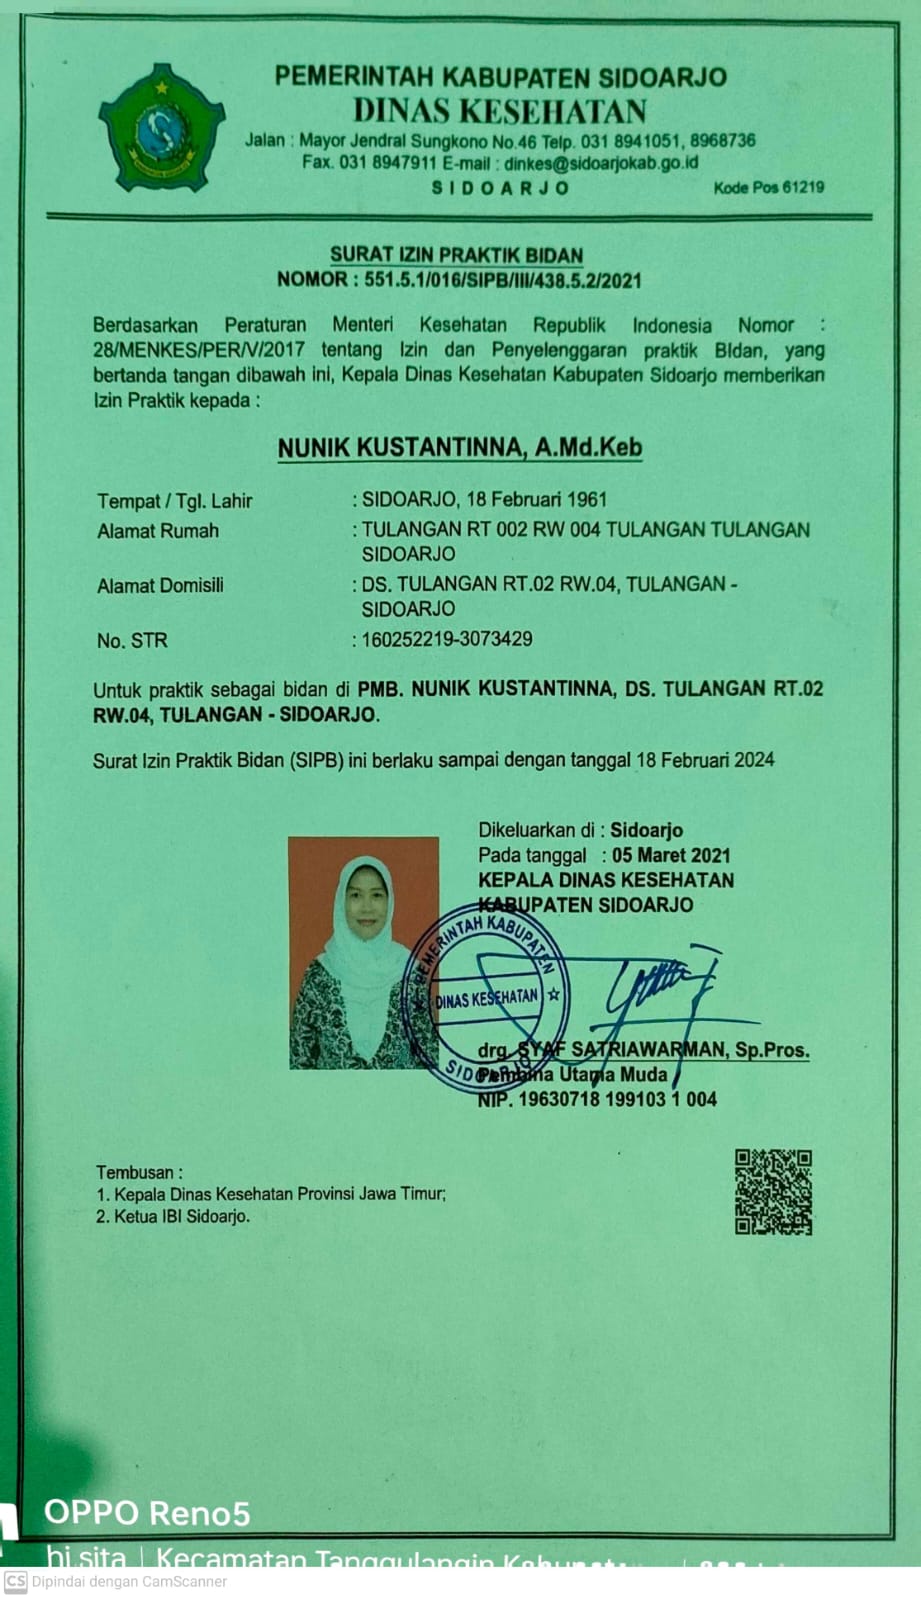 PEMERINTAH KABUPATEN SIDOARJO
DINAS KESEHATAN
Jalan : Mayor Jendral Sungkono No.46 Telp. 031 8941051, 8968736
Fax. 031 8947911 E-mail : dinkes@sidoarjokab.go.id
SIDOARJO Kode Pos 61219
SURAT IZIN PRAKTIK BIDAN
NOMOR : 551.5.1/016/SIPB/III/438.5.2/2021
Berdasarkan Peraturan Menteri Kesehatan Republik Indonesia Nomor :
28/MENKES/PER/V/2017 tentang Izin dan Penyelenggaran praktik BIdan, yang
bertanda tangan dibawah ini, Kepala Dinas Kesehatan Kabupaten Sidoarjo memberikan
Izin Praktik kepada :
NUNIK KUSTANTINNA, A.Md.Keb
Tempat / Tgl. Lahir : SIDOARJO, 18 Februari 1961
Alamat Rumah : TULANGAN RT 002 RW 004 TULANGAN TULANGAN
SIDOARJO
Alamat Domisili : DS. TULANGAN RT.02 RW.04, TULANGAN -
SIDOARJO
No. STR : 160252219-3073429
Untuk praktik sebagai bidan di PMB. NUNIK KUSTANTINNA, DS. TULANGAN RT.02
RW.04, TULANGAN - SIDOARJO.
Surat Izin Praktik Bidan (SIPB) ini berlaku sampai dengan tanggal 18 Februari 2024
Dikeluarkan di : Sidoarjo
Pada tanggal : 05 Maret 2021
KEPALA DINAS KESEHATAN
KABUPATEN SIDOARJO
PEMERINTAH KABUPATEN
DINAS KESEHATAN
SIDOARJO
drg. SYAF SATRIAWARMAN, Sp.Pros.
Pembina Utama Muda
NIP. 19630718 199103 1 004
Tembusan :
1. Kepala Dinas Kesehatan Provinsi Jawa Timur;
2. Ketua IBI Sidoarjo.
OPPO Reno5
hi.sita | Kecamatan Tanggulangin
CS Dipindai dengan CamScanner